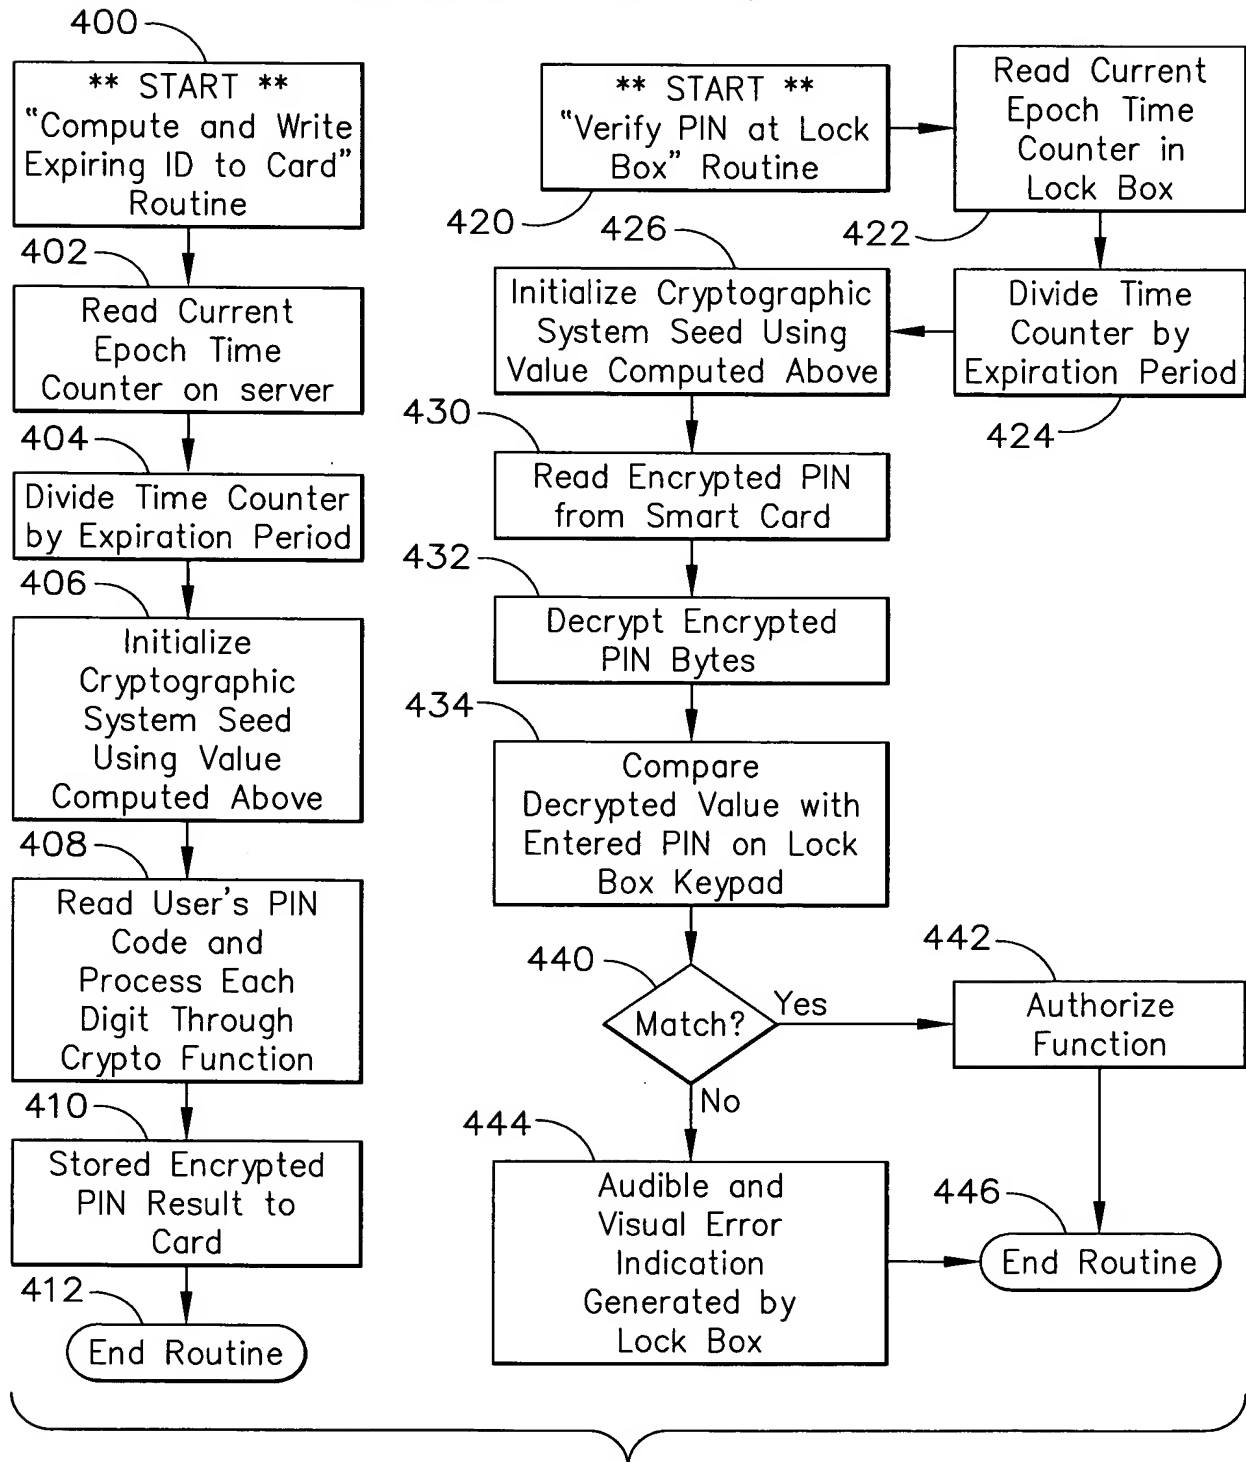 400
** START **
"Compute and Write
Expiring ID to Card"
Routine
402
Read Current
Epoch Time
Counter on server
404
Divide Time Counter
by Expiration Period
406
Initialize
Cryptographic
System Seed
Using Value
Computed Above
408
Read User's PIN
Code and
Process Each
Digit Through
Crypto Function
410
Stored Encrypted
PIN Result to
Card
412
End Routine
** START **
"Verify PIN at Lock
Box" Routine
420
Read Current
Epoch Time
Counter in
Lock Box
422
Divide Time
Counter by
Expiration Period
424
426
Initialize Cryptographic
System Seed Using
Value Computed Above
430
Read Encrypted PIN
from Smart Card
432
Decrypt Encrypted
PIN Bytes
434
Compare
Decrypted Value with
Entered PIN on Lock
Box Keypad
440
Match?
Yes
No
442
Authorize
Function
444
Audible and
Visual Error
Indication
Generated by
Lock Box
446
End Routine